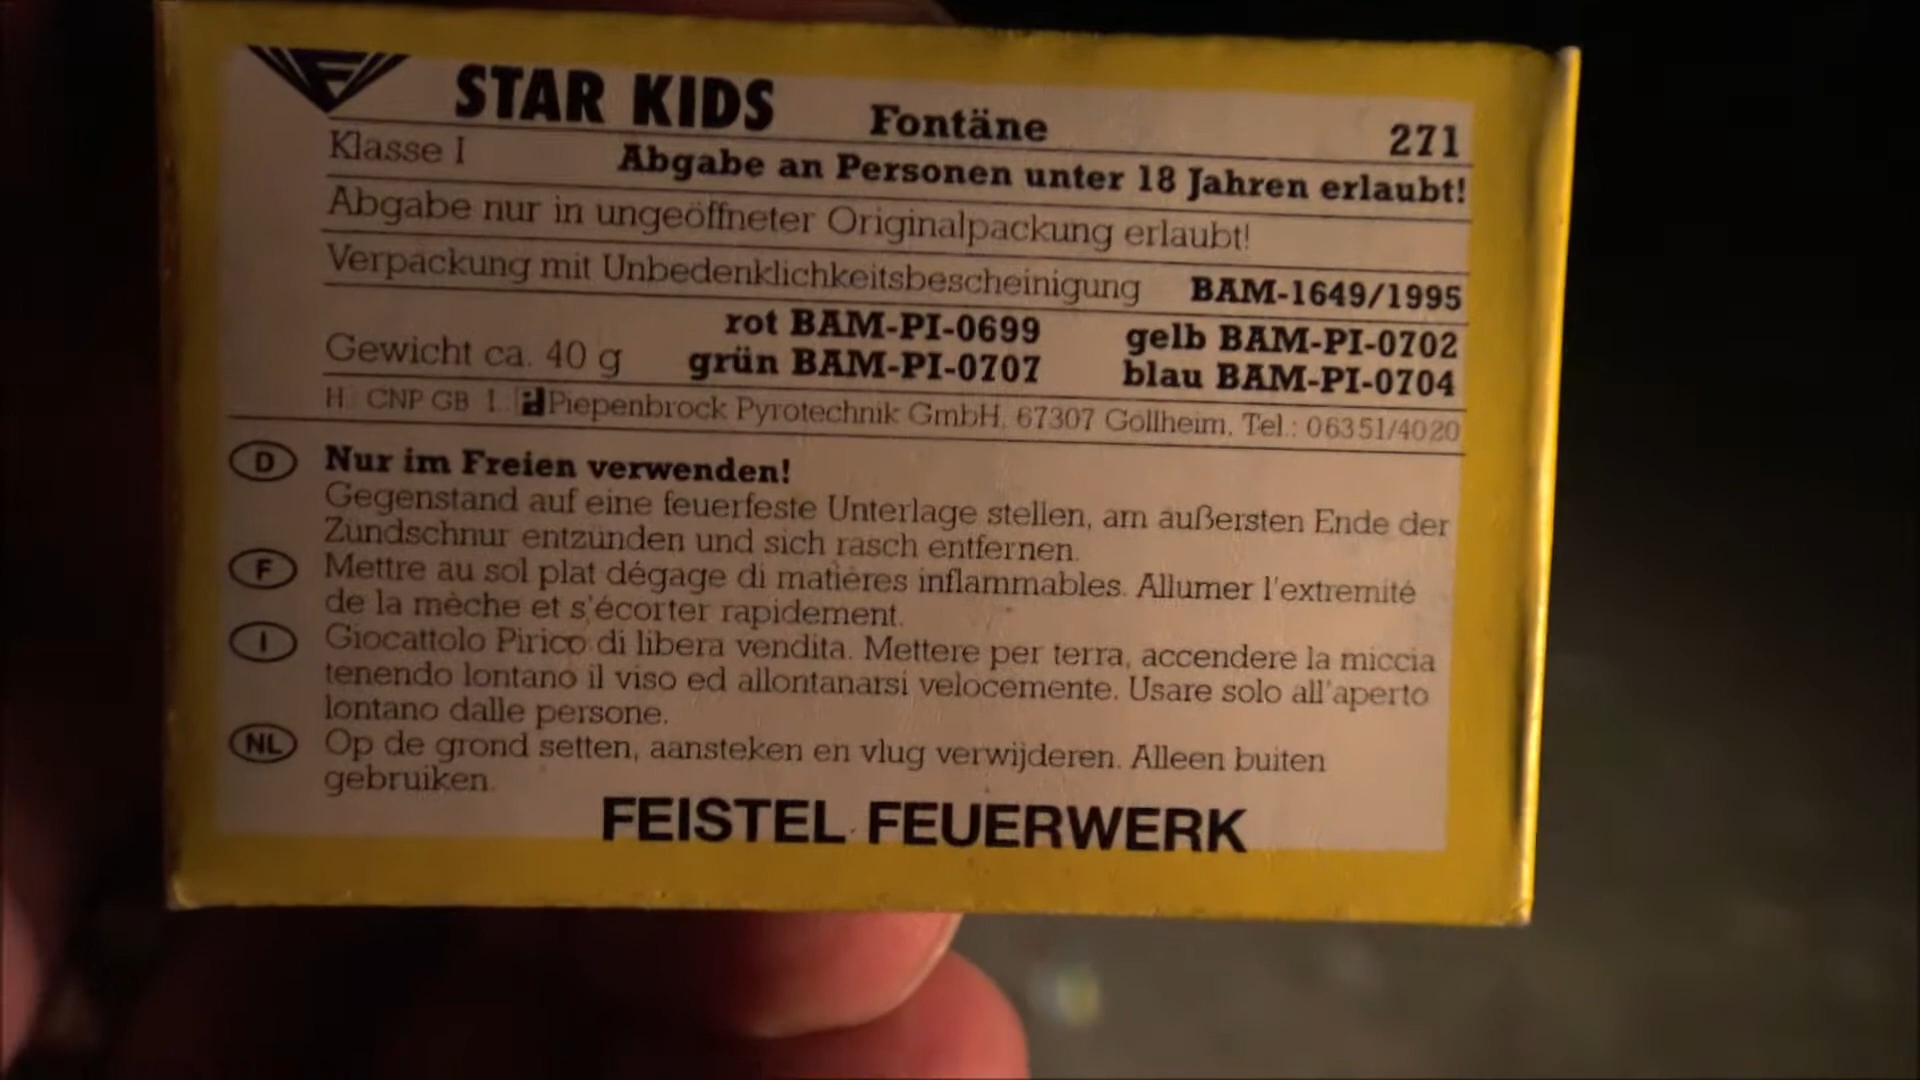 F STAR KIDS Fontäne 271
Klasse I Abgabe an Personen unter 18 Jahren erlaubt!
Abgabe nur in ungeöffneter Originalpackung erlaubt!
Verpackung mit Unbedenklichkeitsbescheinigung BAM-1649/1995
rot BAM-PI-0699 gelb BAM-PI-0702
Gewicht ca. 40 g grün BAM-PI-0707 blau BAM-PI-0704
CNP GB Piepenbrock Pyrotechnik GmbH, 67307 Göllheim, Tel.: 06351/4020
D Nur im Freien verwenden!
Gegenstand auf eine feuerfeste Unterlage stellen, am äußersten Ende der
Zündschnur entzünden und sich rasch entfernen.
F Mettre au sol plat dégage di matières inflammables. Allumer l'extremité
de la mèche et s'écorter rapidement.
I Giocattolo Pirico di libera vendita. Mettere per terra, accendere la miccia
tenendo lontano il viso ed allontanarsi velocemente. Usare solo all'aperto
lontano dalle persone.
NL Op de grond setten, aansteken en vlug verwijderen. Alleen buiten
gebruiken.
FEISTEL FEUERWERK